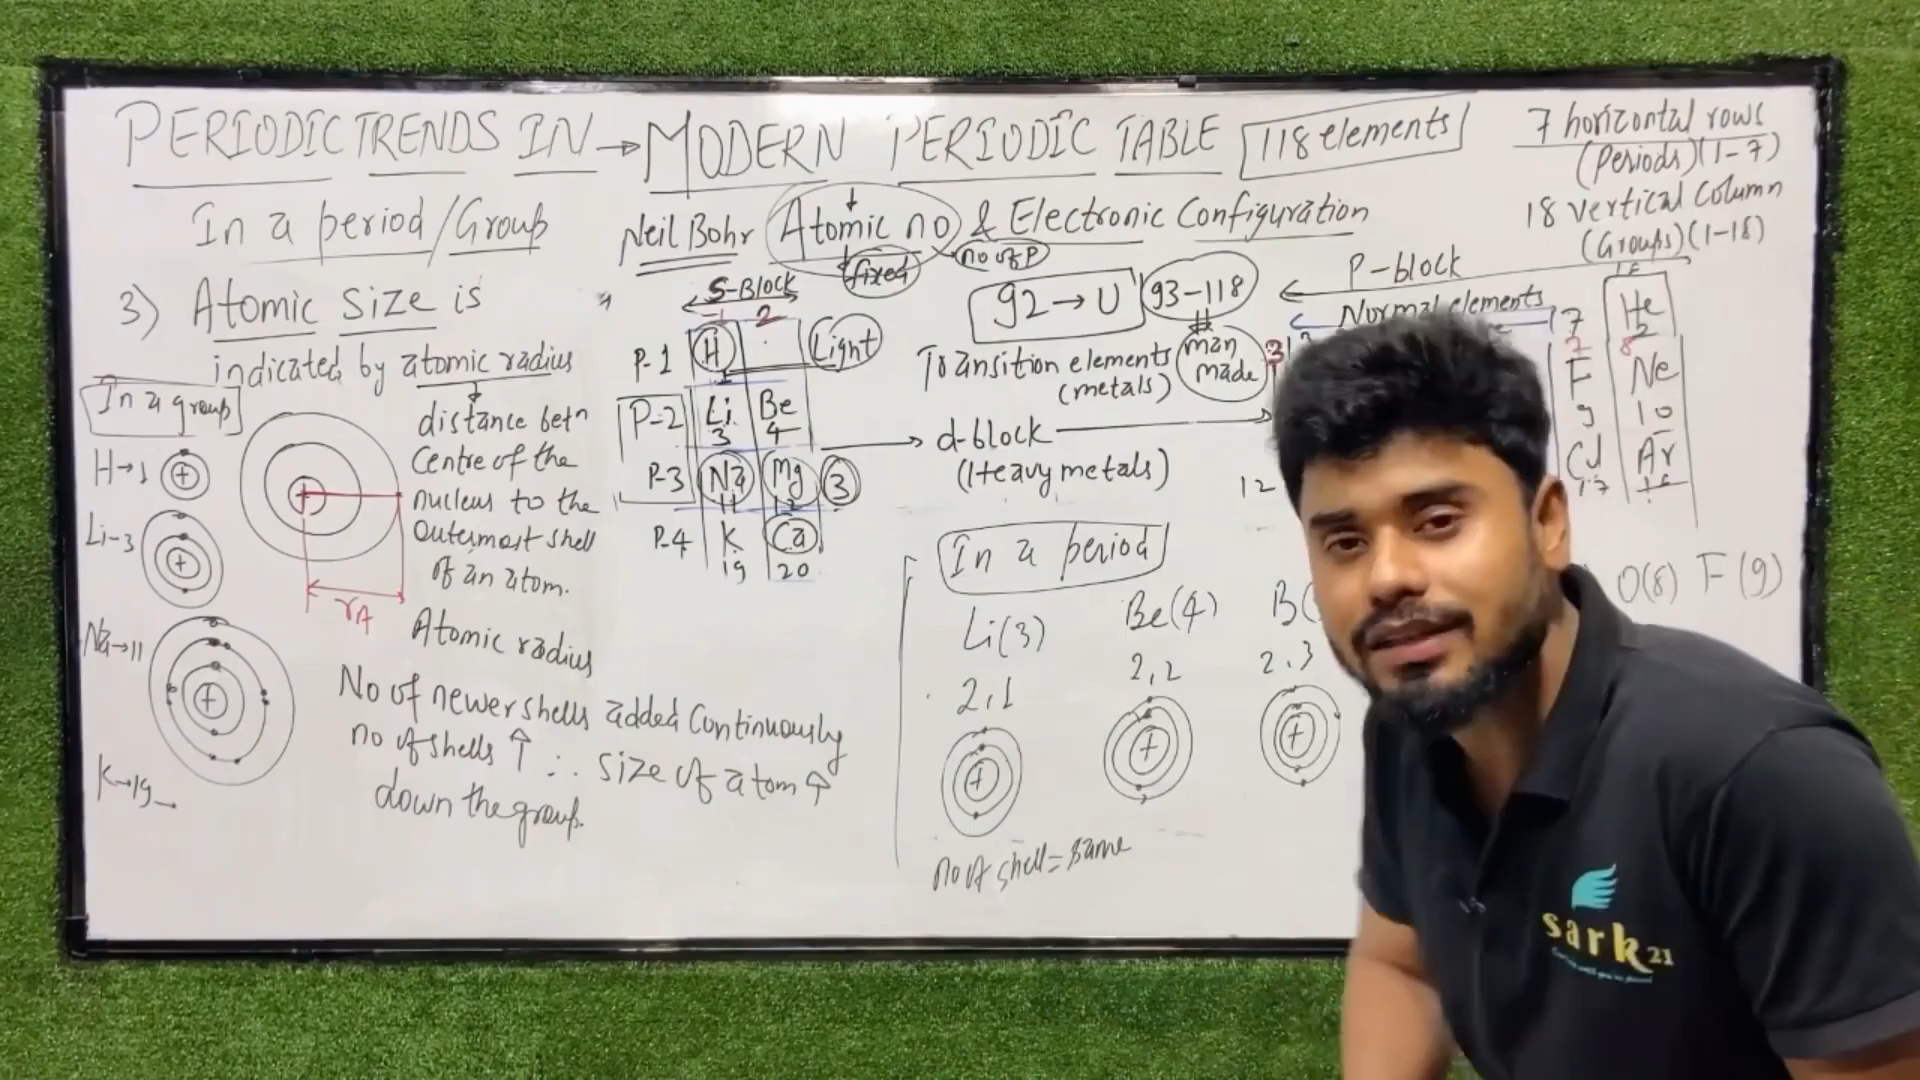 PERIODIC TRENDS IN → MODERN PERIODIC TABLE 118 elements
7 horizontal rows
(Periods) (1-7)
18 vertical Column
(Groups) (1-18)
In a period / Group
Neil Bohr Atomic no & Electronic Configuration
fixed
no of P
3) Atomic size is
indicated by atomic radius
distance betn
Centre of the
nucleus to the
Outermost shell
of an atom.
Atomic radius
rA
In a group
H→1
Li-3
Na→11
K→19
No of newer shells added Continuously
no of shells ↑ ∴ size of atom ↑
down the group.
S-Block
1 2
P-1 H Light
1
P-2 Li Be
3 4
P-3 Na Mg 3
11 12
P-4 K Ca
19 20
92→U 93-118
man
made
Transition elements
(metals)
→ d-block →
(Heavy metals)
12
P-block
Normal elements
7 He
2
F Ne
9 10
Cl Ar
17
In a period
Li(3) Be(4) B( O(8) F(9)
2,1 2,2 2,3
no of shell = same
sark21